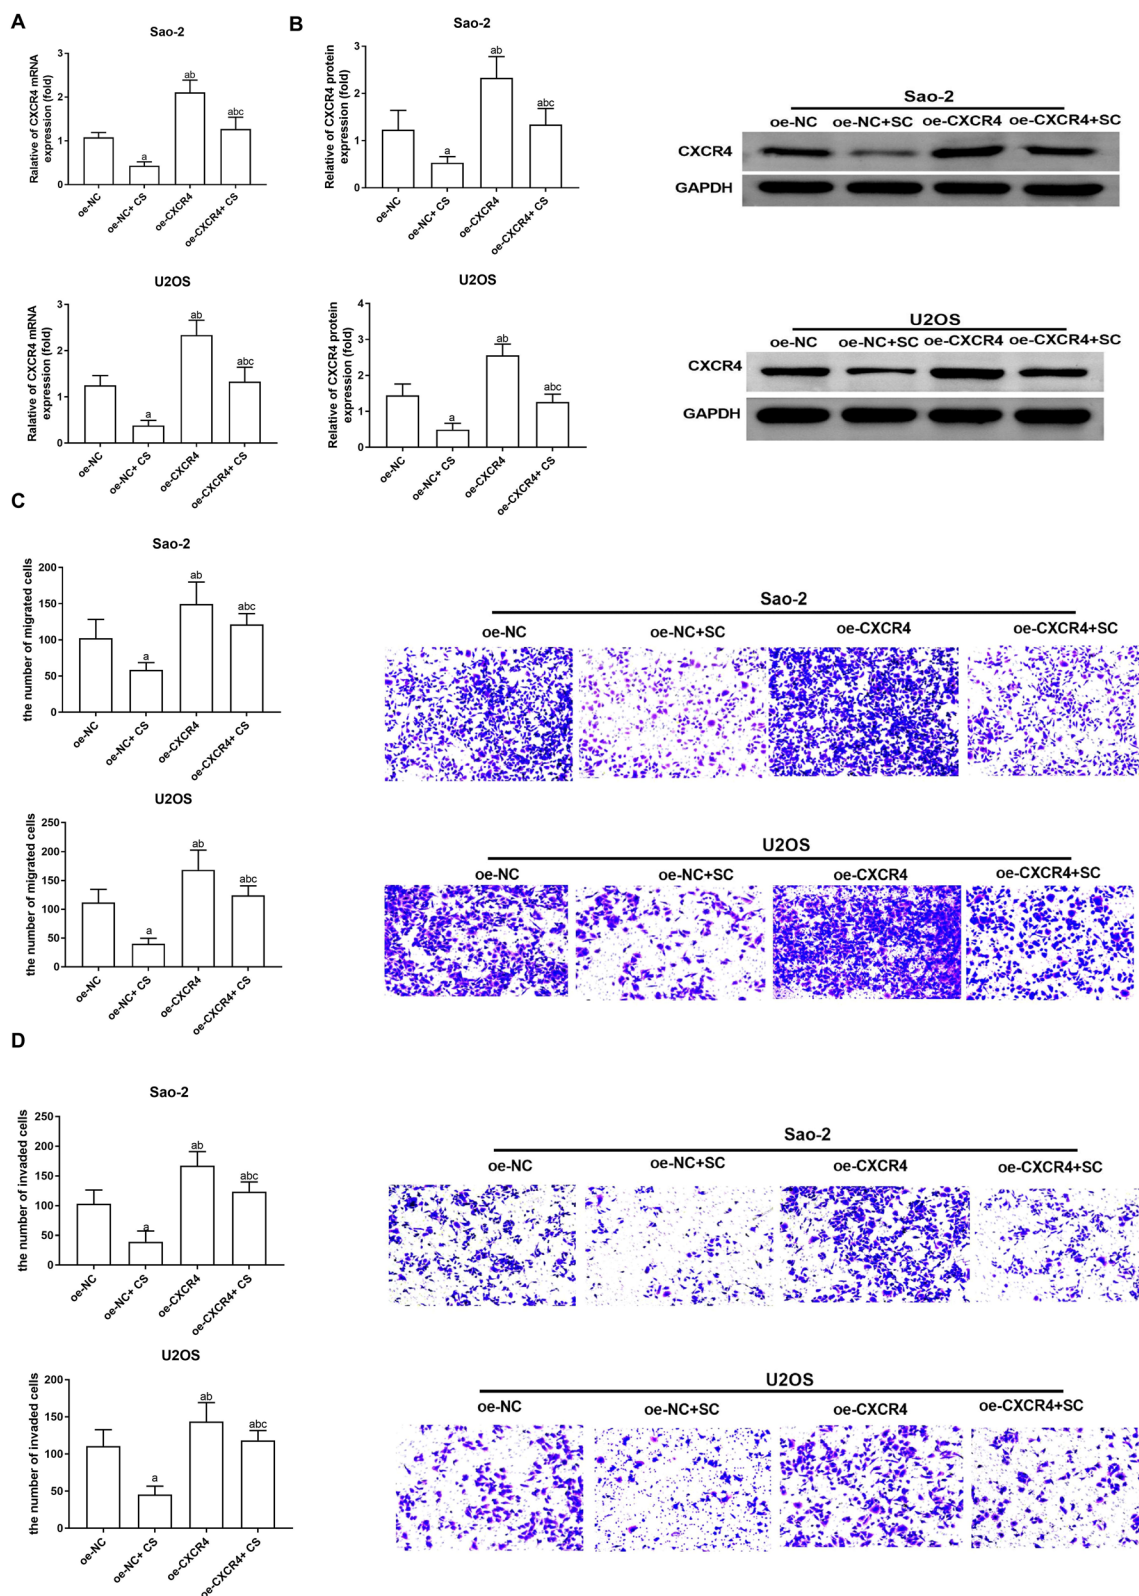 A
Sao-2
Ralative of CXCR4 mRNA
expression (fold)
3
2
1
0
ab
abc
a
oe-NC
oe-NC+ CS
oe-CXCR4
oe-CXCR4+ CS
U2OS
Ralative of CXCR4 mRNA
expression (fold)
3
2
1
0
ab
abc
a
oe-NC
oe-NC+ CS
oe-CXCR4
oe-CXCR4+ CS
B
Sao-2
Relative of CXCR4 protein
expression (fold)
3
2
1
0
ab
abc
a
oe-NC
oe-NC+ CS
oe-CXCR4
oe-CXCR4+ CS
U2OS
Relative of CXCR4 protein
expression (fold)
4
3
2
1
0
ab
abc
a
oe-NC
oe-NC+ CS
oe-CXCR4
oe-CXCR4+ CS
Sao-2
oe-NC oe-NC+SC oe-CXCR4 oe-CXCR4+SC
CXCR4
GAPDH
U2OS
oe-NC oe-NC+SC oe-CXCR4 oe-CXCR4+SC
CXCR4
GAPDH
C
Sao-2
the number of migrated cells
200
150
100
50
0
ab
abc
a
oe-NC
oe-NC+ CS
oe-CXCR4
oe-CXCR4+ CS
Sao-2
oe-NC oe-NC+SC oe-CXCR4 oe-CXCR4+SC
U2OS
the number of migrated cells
250
200
150
100
50
0
ab
abc
a
oe-NC
oe-NC+ CS
oe-CXCR4
oe-CXCR4+ CS
U2OS
oe-NC oe-NC+SC oe-CXCR4 oe-CXCR4+SC
D
Sao-2
the number of invaded cells
250
200
150
100
50
0
ab
abc
a
oe-NC
oe-NC+ CS
oe-CXCR4
oe-CXCR4+ CS
Sao-2
oe-NC oe-NC+SC oe-CXCR4 oe-CXCR4+SC
U2OS
the number of invaded cells
200
150
100
50
0
ab
abc
a
oe-NC
oe-NC+ CS
oe-CXCR4
oe-CXCR4+ CS
U2OS
oe-NC oe-NC+SC oe-CXCR4 oe-CXCR4+SC